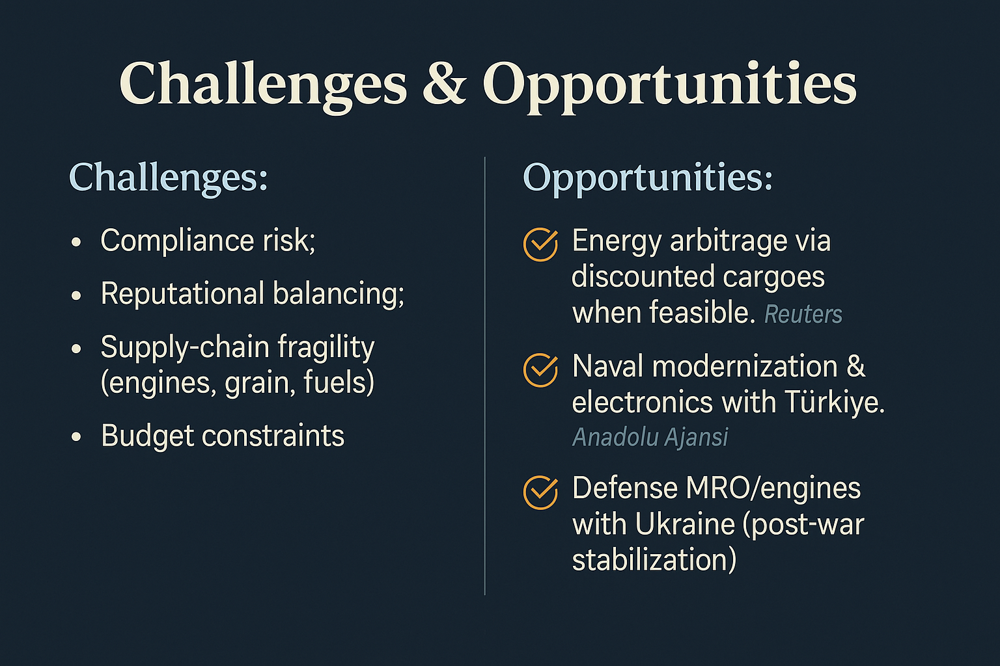 Challenges & Opportunities
Challenges:
• Compliance risk;
• Reputational balancing;
• Supply-chain fragility
(engines, grain, fuels)
• Budget constraints
Opportunities:
Energy arbitrage via
discounted cargoes
when feasible. Reuters
Naval modernization &
electronics with Türkiye.
Anadolu Ajansi
Defense MRO/engines
with Ukraine (post-war
stabilization)